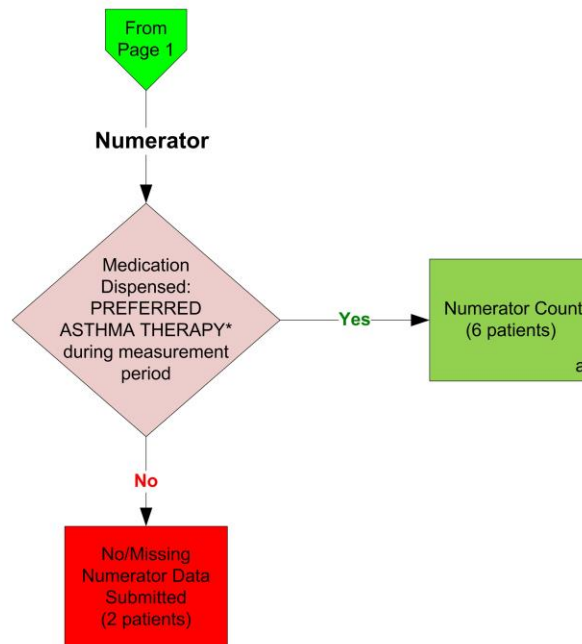 From
Page 1
Numerator
Medication
Dispensed:
PREFERRED
ASTHMA THERAPY*
during measurement
period
Yes
Numerator Count
(6 patients)
a
No
No/Missing
Numerator Data
Submitted
(2 patients)